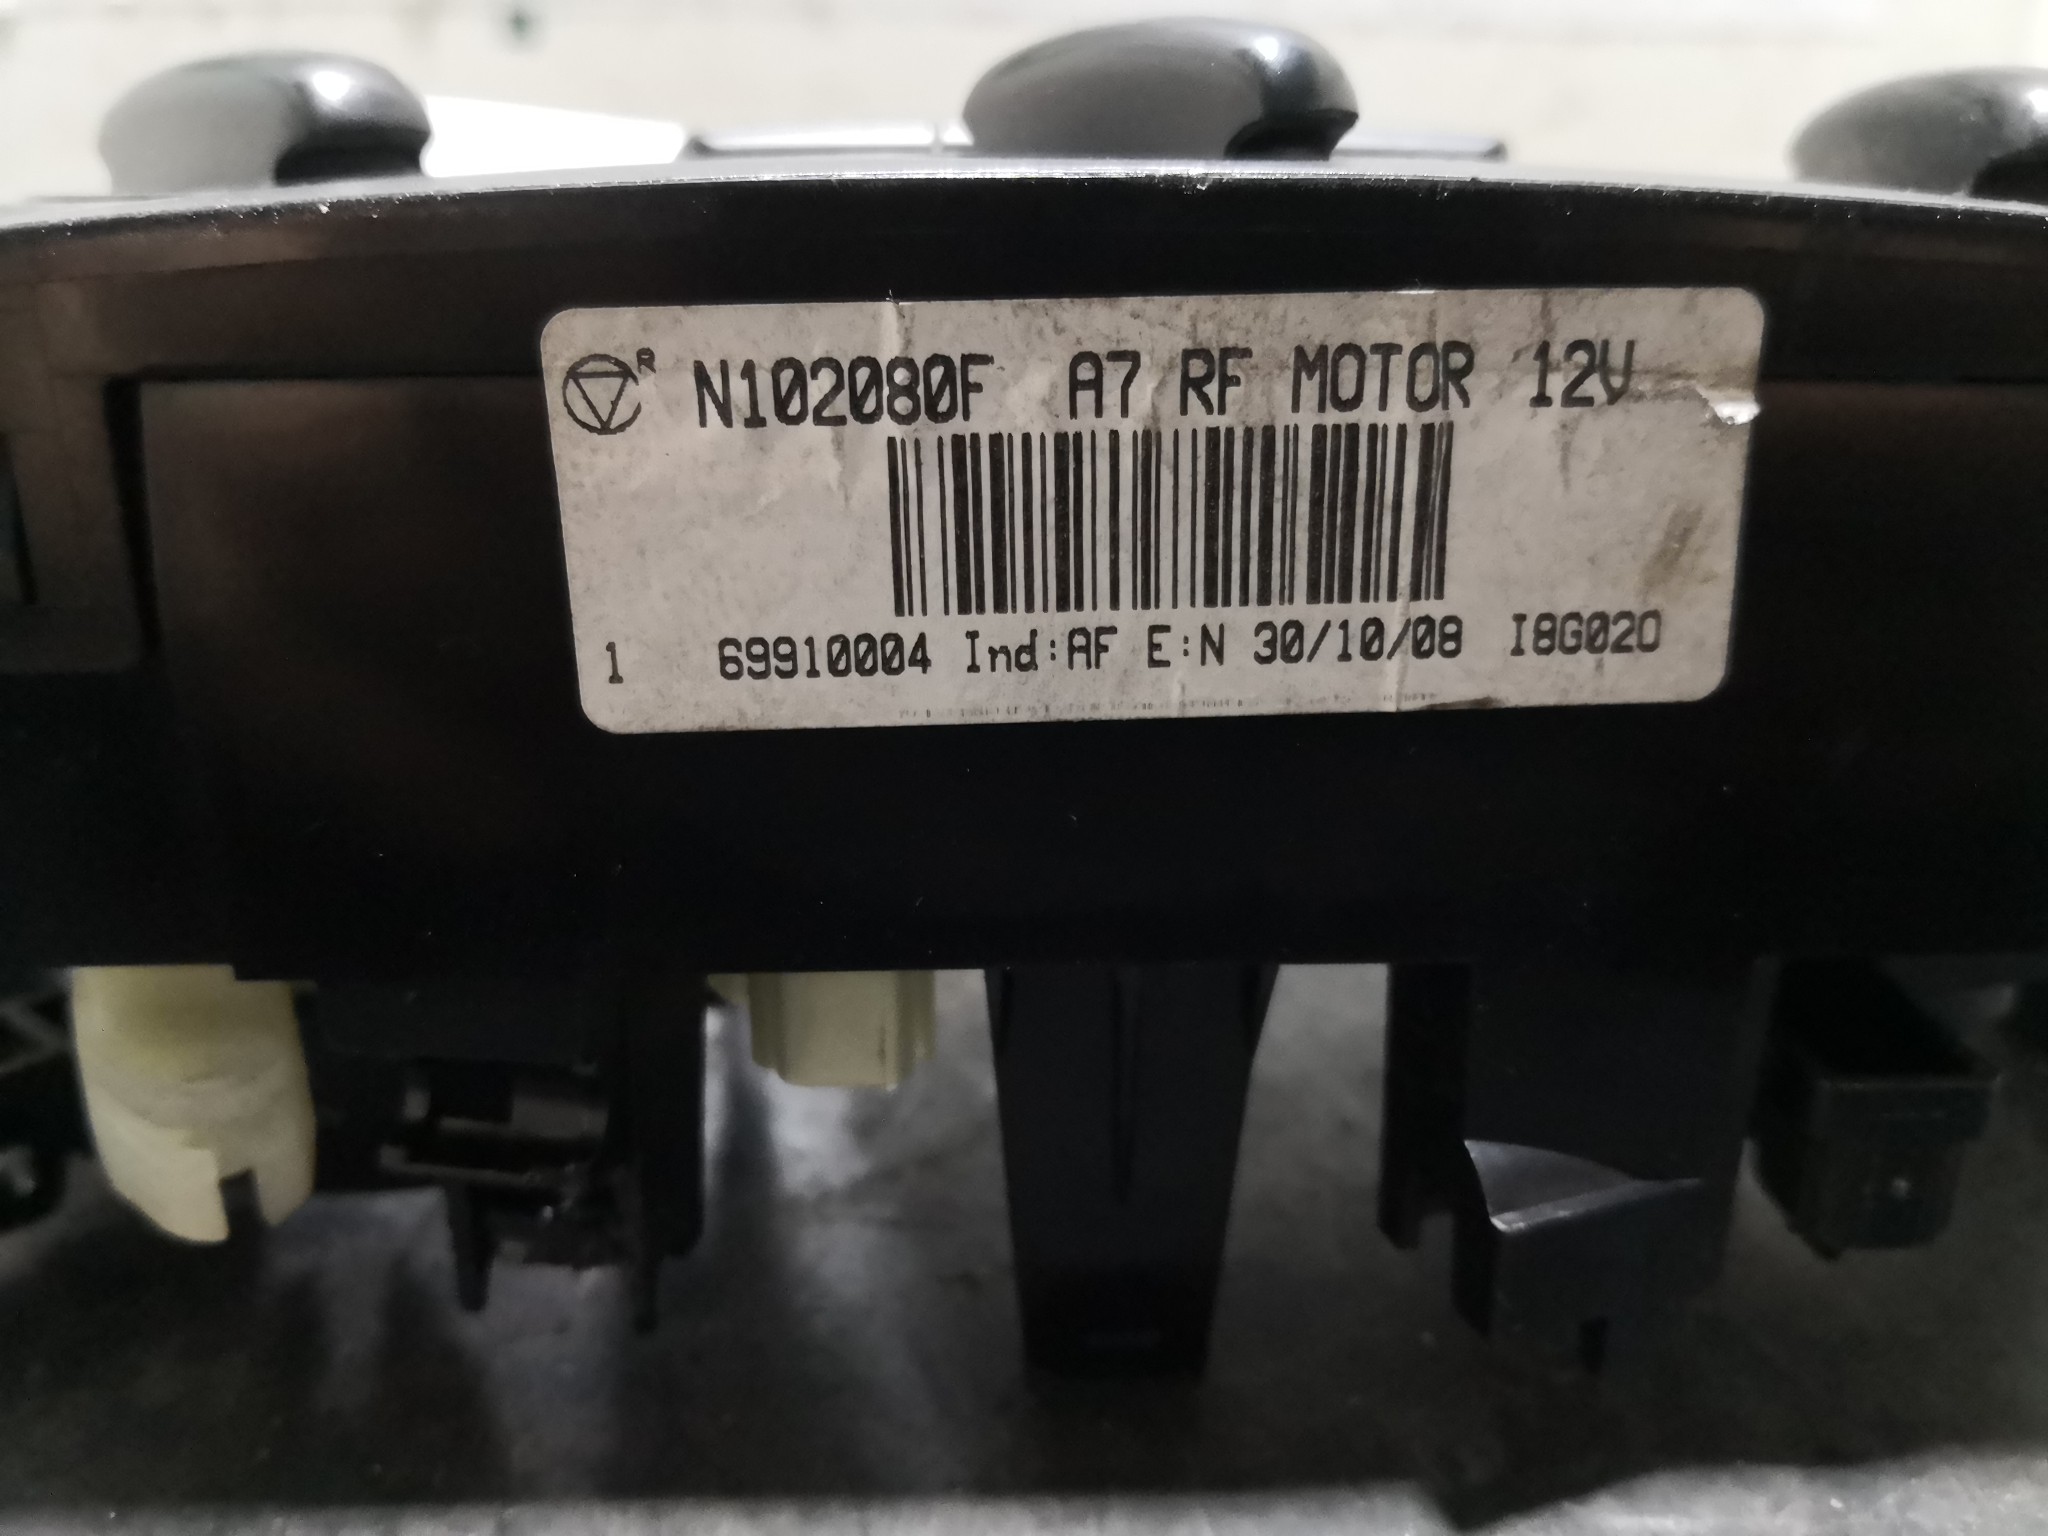 R N102080F A7 RF MOTOR 12V
1 69910004 Ind:AF E:N 30/10/08 I8G020